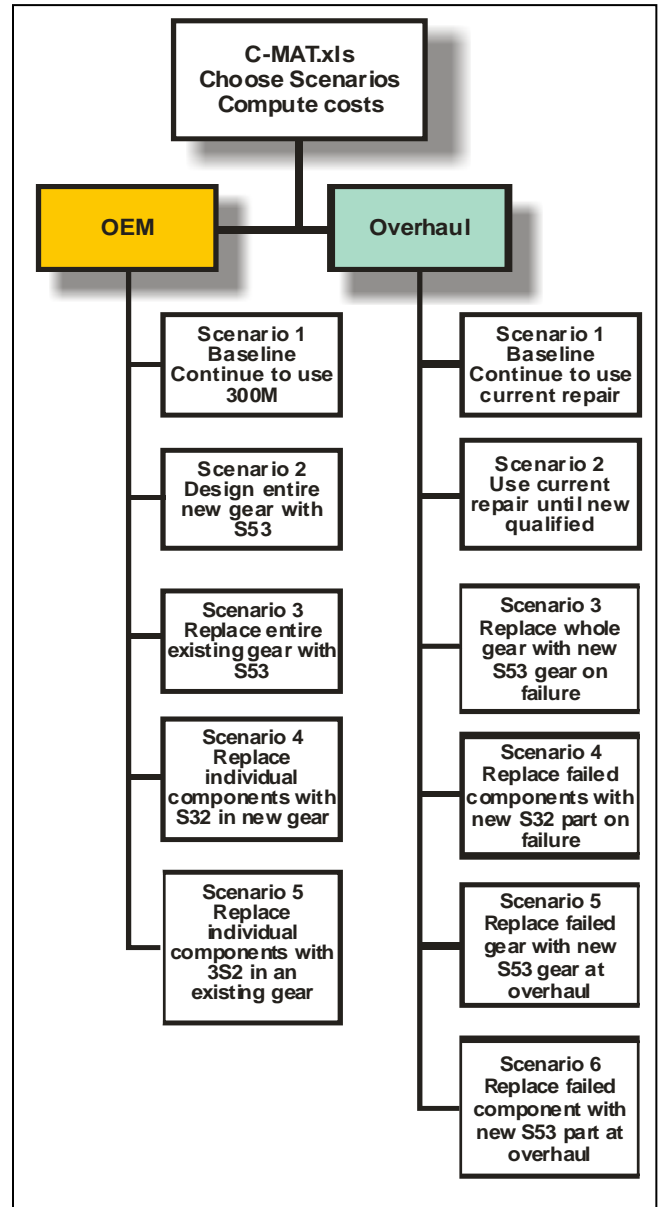 C-MAT.xls
Choose Scenarios
Compute costs
OEM
Scenario 1
Baseline
Continue to use
300M
Scenario 2
Design entire
new gear with
S53
Scenario 3
Replace entire
existing gear with
S53
Scenario 4
Replace
individual
components with
S32 in new gear
Scenario 5
Replace
individual
components with
3S2 in an
existing gear
Overhaul
Scenario 1
Baseline
Continue to use
current repair
Scenario 2
Use current
repair until new
qualified
Scenario 3
Replace whole
gear with new
S53 gear on
failure
Scenario 4
Replace failed
components with
new S32 part on
failure
Scenario 5
Replace failed
gear with new
S53 gear at
overhaul
Scenario 6
Replace failed
component with
new S53 part at
overhaul